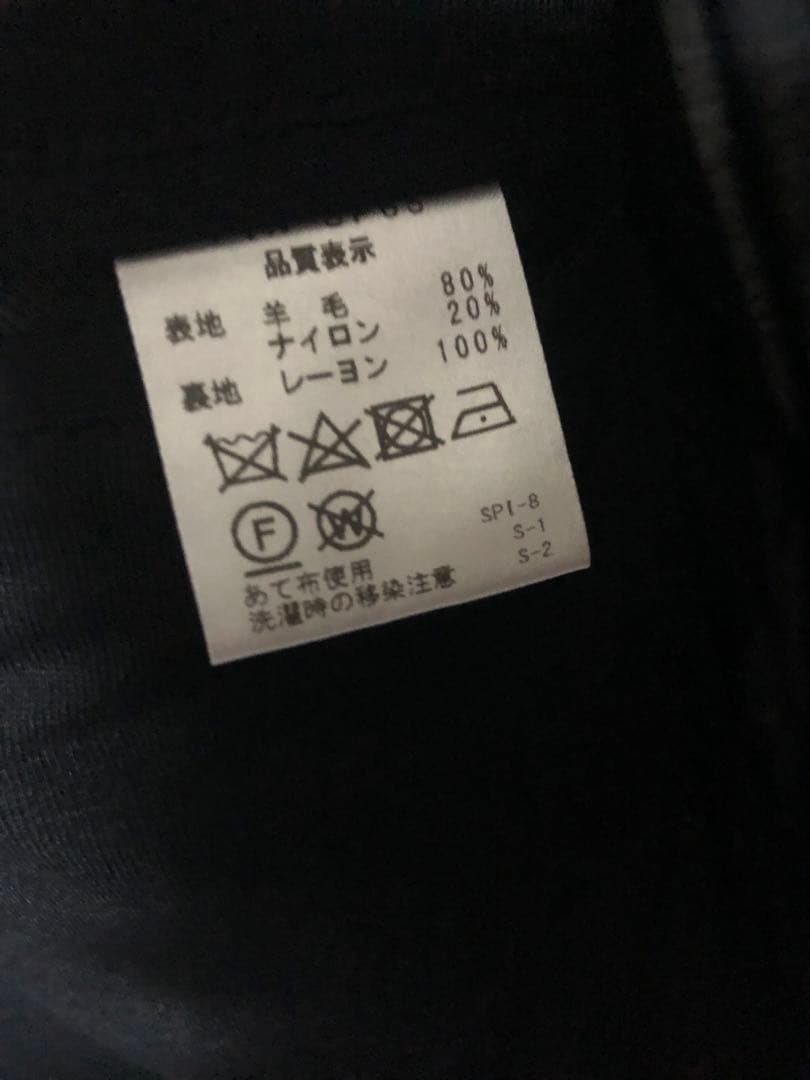 品質表示
表地 羊 毛 80%
ナイロン 20%
裏地 レーヨン 100%
F W
SPI-8
S-1
S-2
あて布使用
洗濯時の移染注意